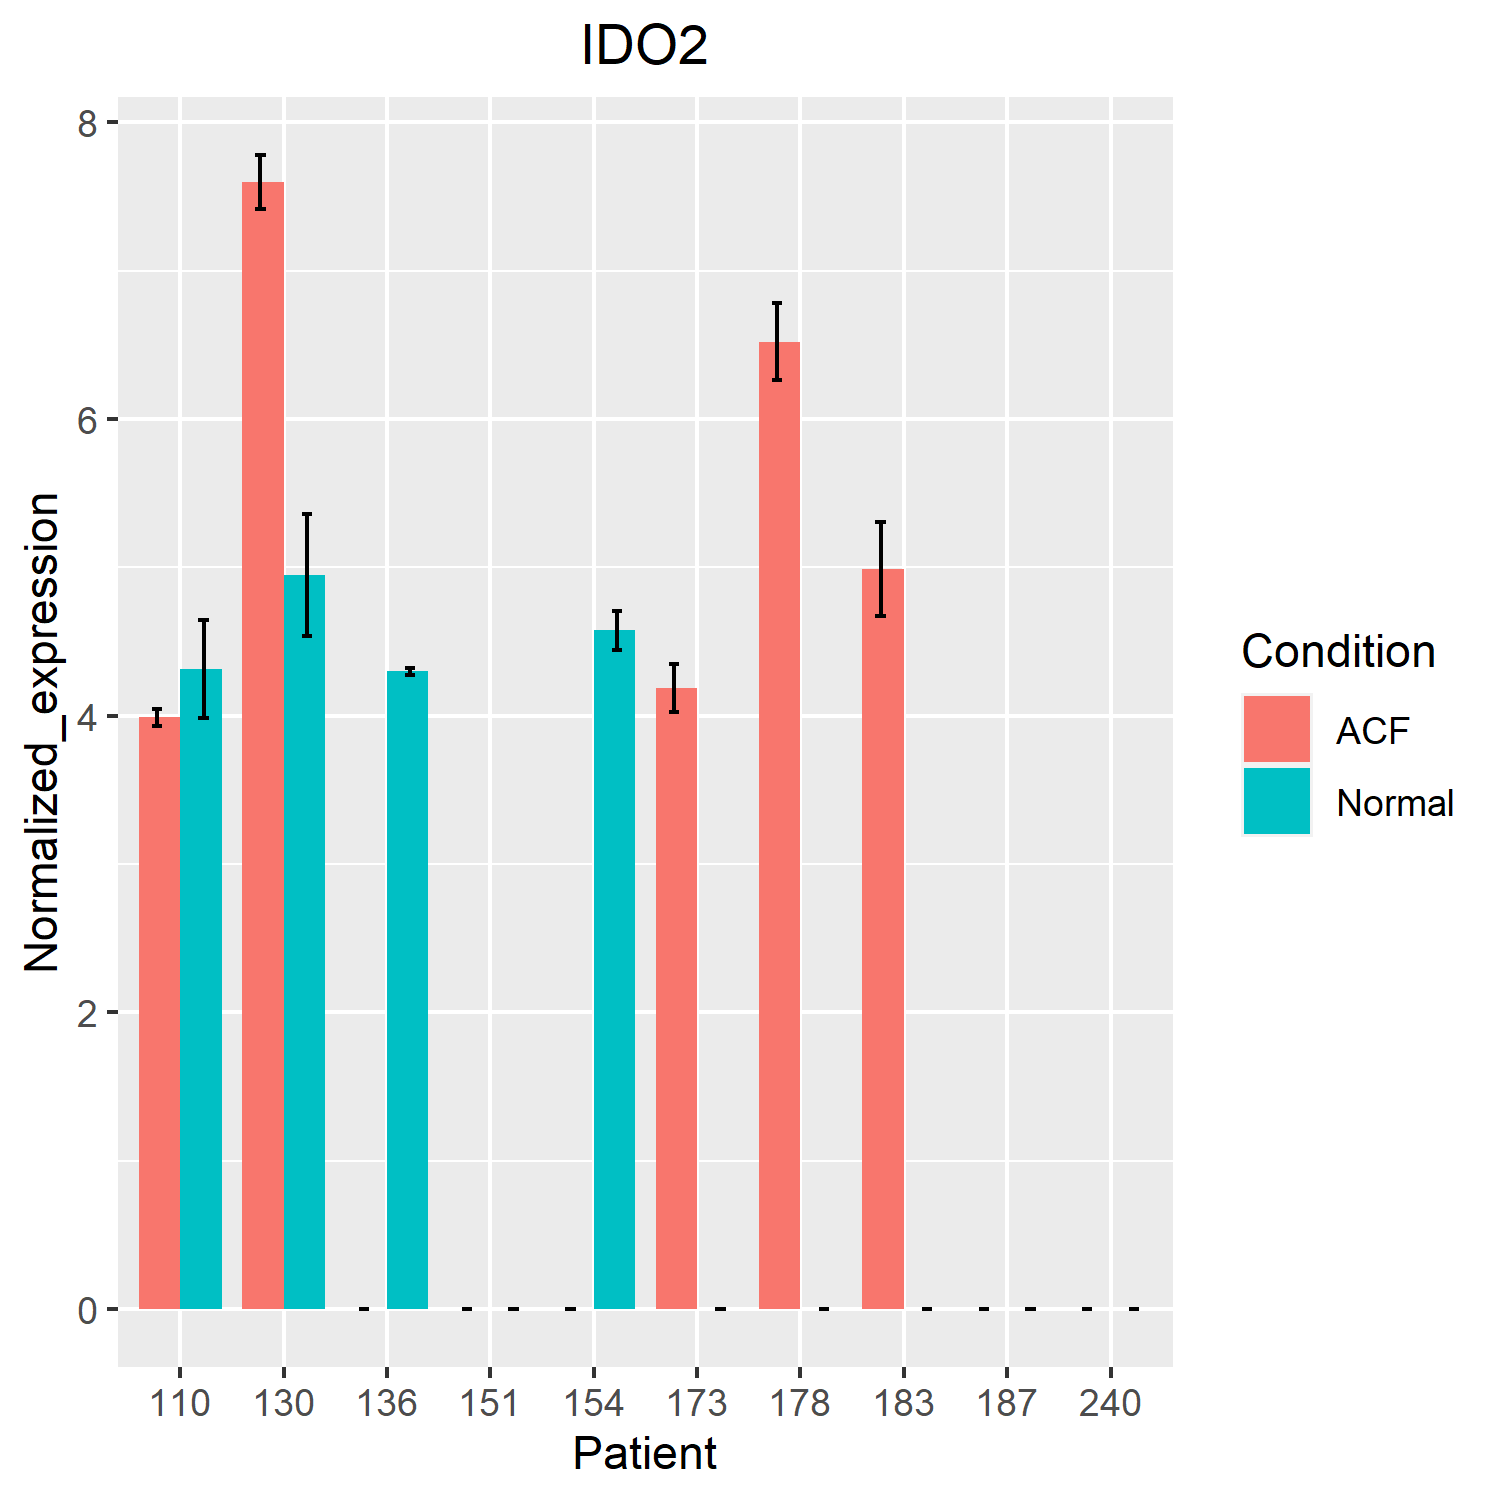 IDO2
Normalized_expression
8
6
4
2
0
110 130 136 151 154 173 178 183 187 240
Patient
Condition
ACF
Normal